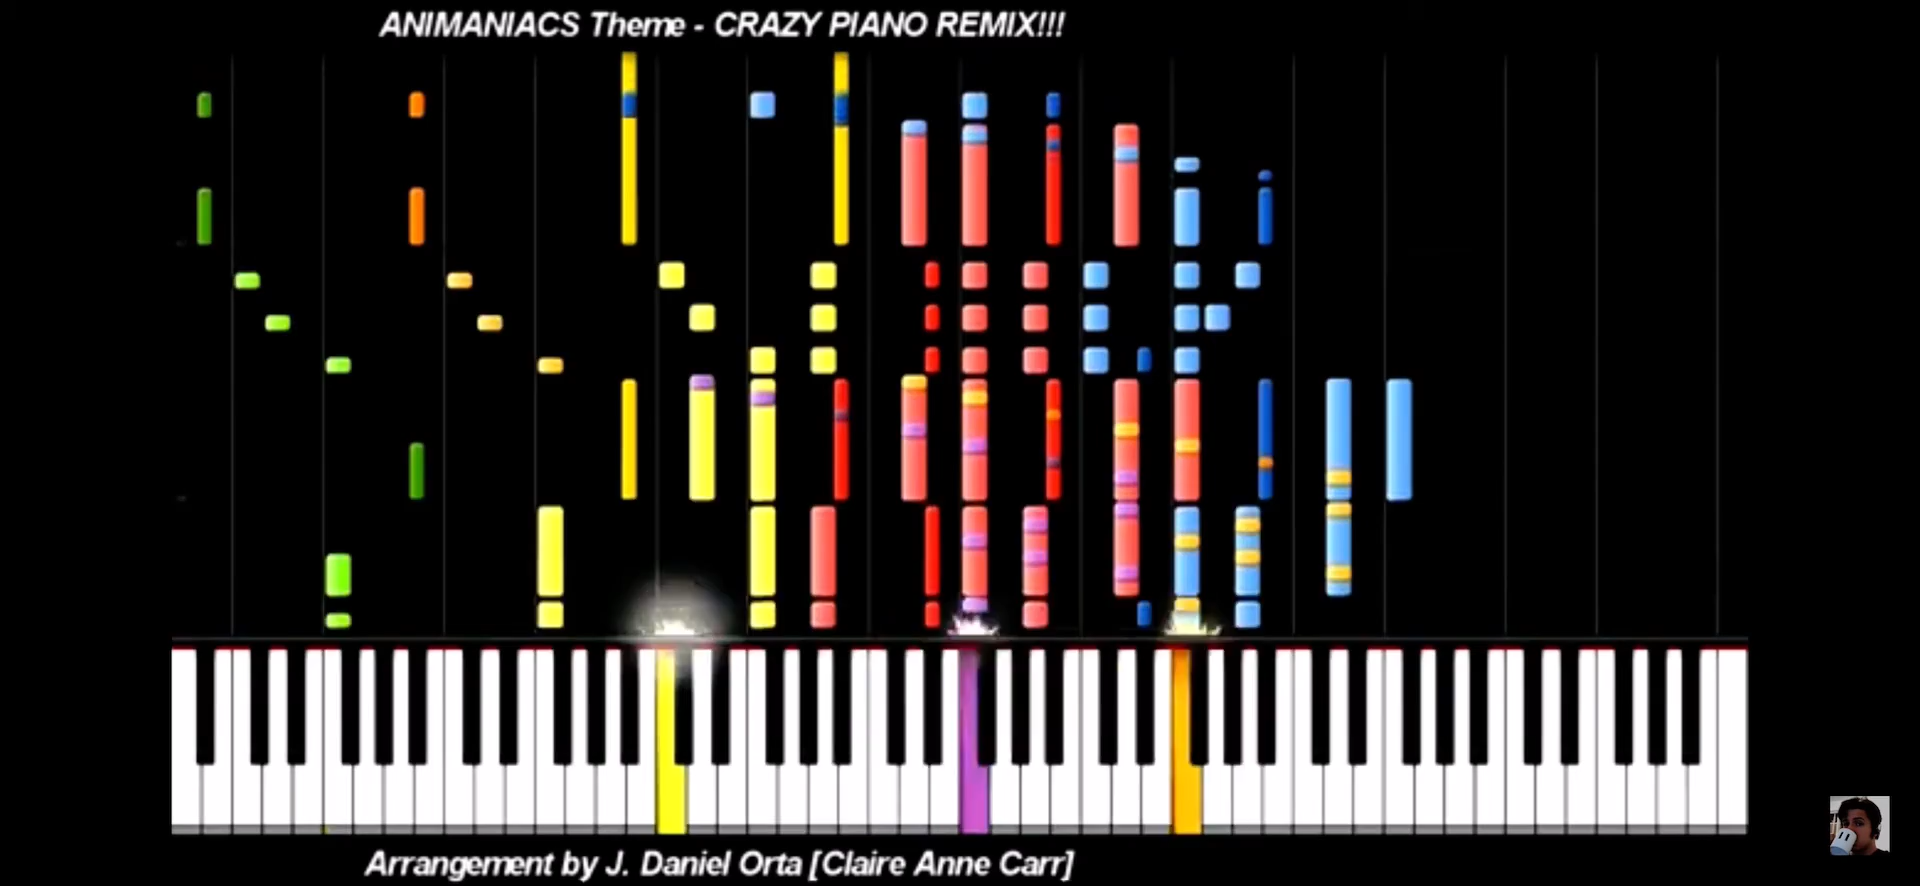 ANIMANIACS Theme - CRAZY PIANO REMIX!!!
Arrangement by J. Daniel Orta [Claire Anne Carr]